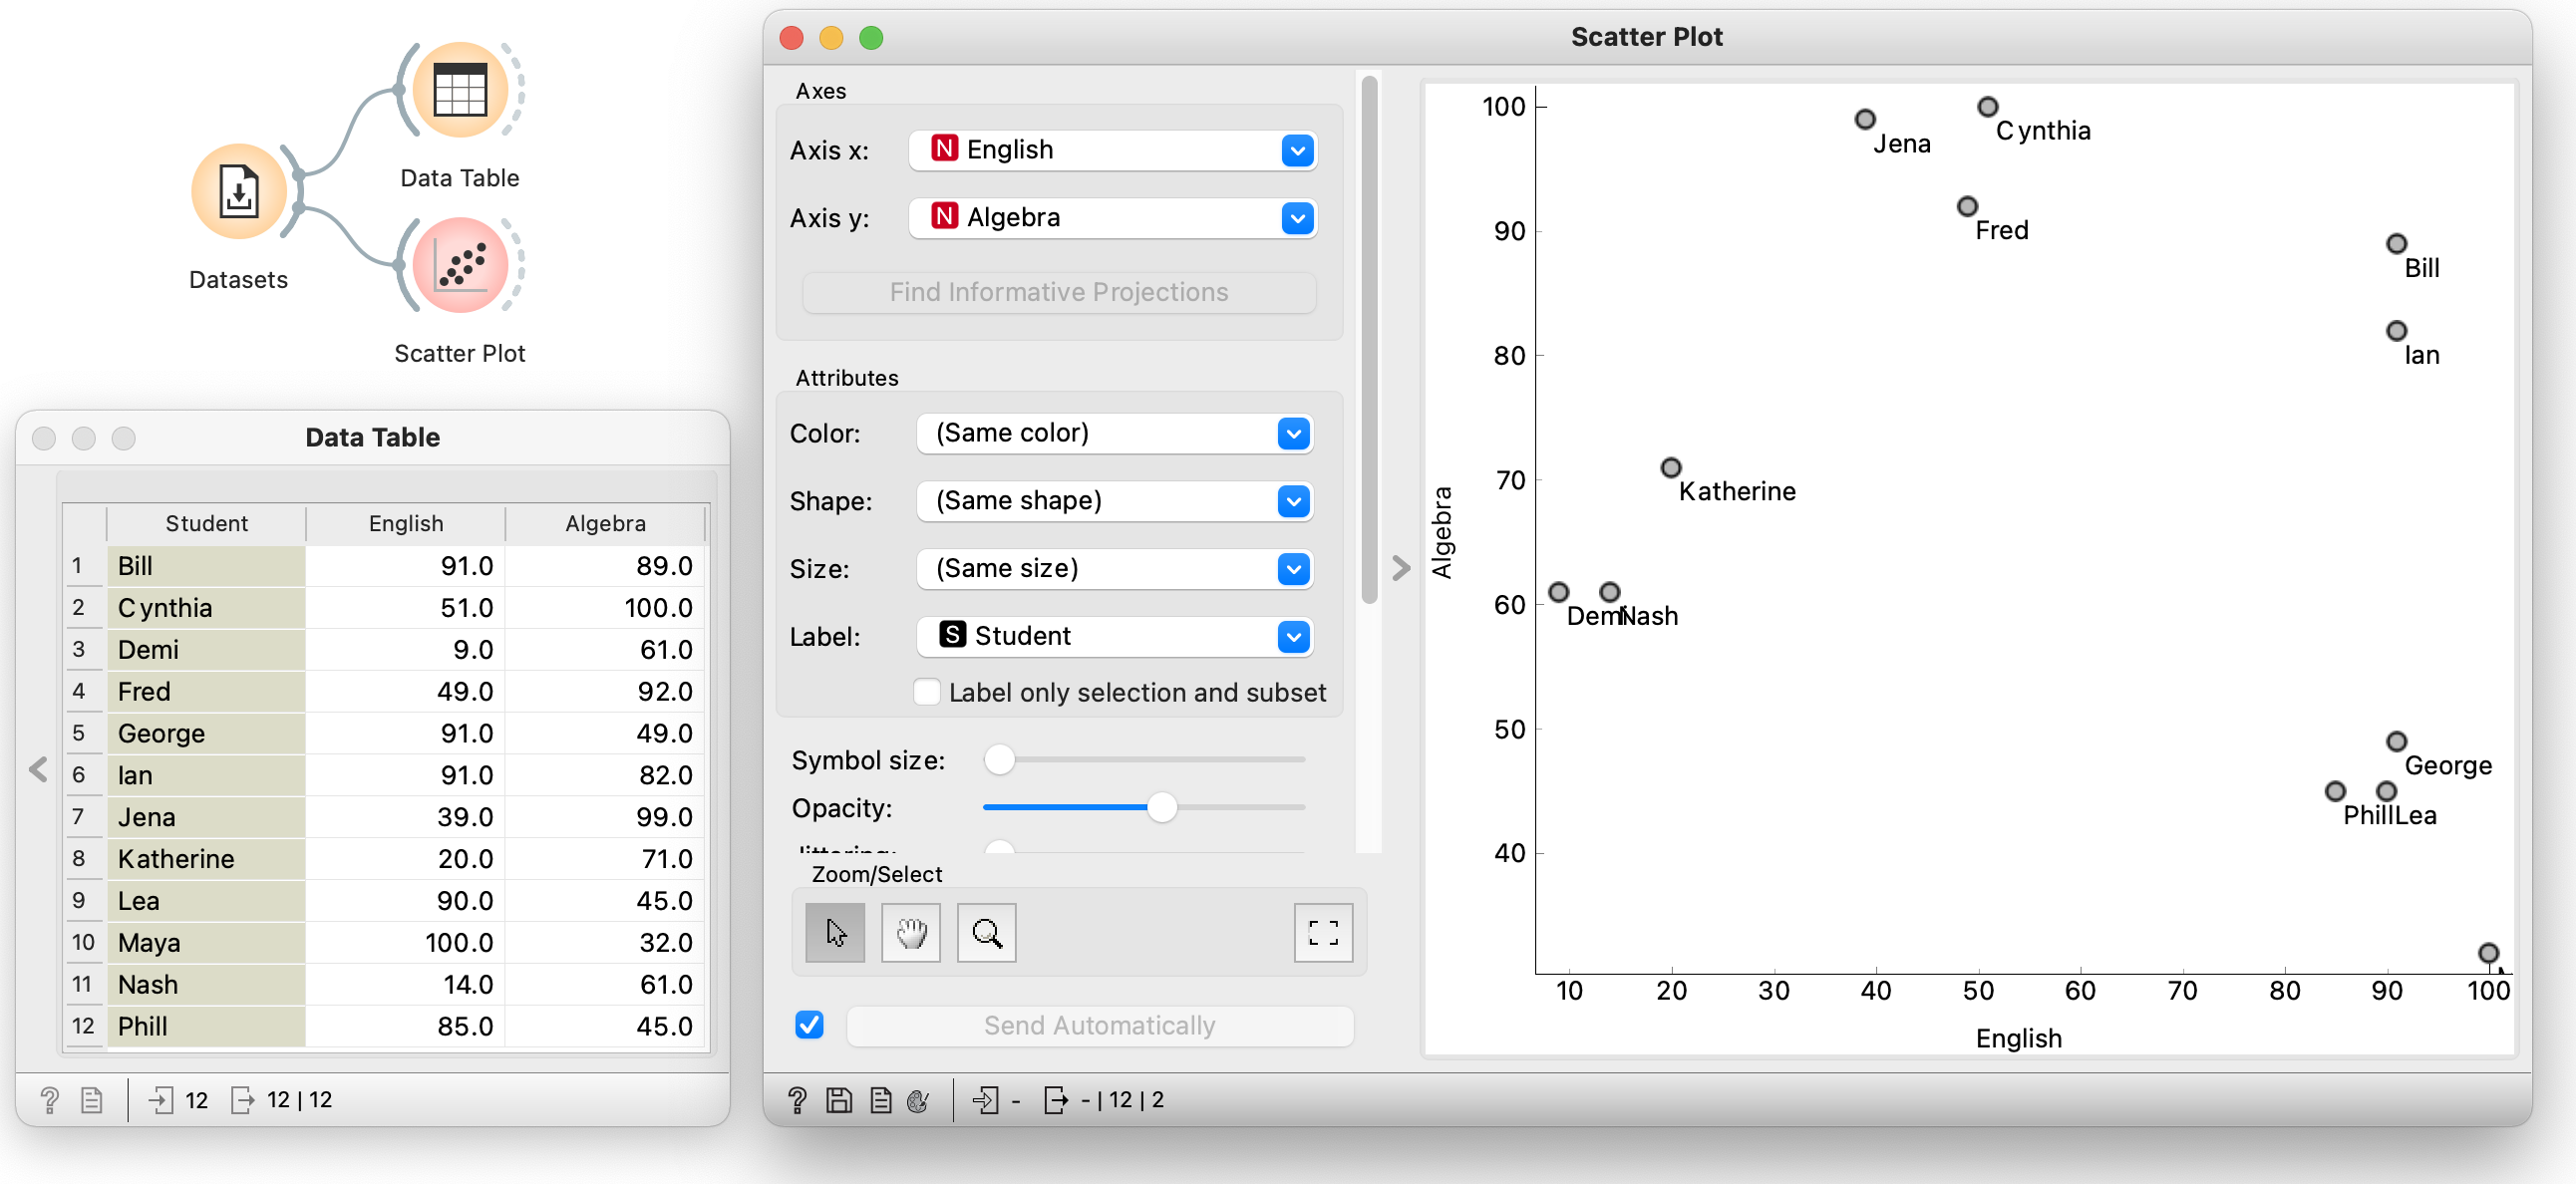 Data Table
Datasets
Scatter Plot
Data Table
Student English Algebra
1 Bill 91.0 89.0
2 Cynthia 51.0 100.0
3 Demi 9.0 61.0
4 Fred 49.0 92.0
5 George 91.0 49.0
6 Ian 91.0 82.0
7 Jena 39.0 99.0
8 Katherine 20.0 71.0
9 Lea 90.0 45.0
10 Maya 100.0 32.0
11 Nash 14.0 61.0
12 Phill 85.0 45.0
? 12 12 | 12
Scatter Plot
Axes
Axis x: N English
Axis y: N Algebra
Find Informative Projections
Attributes
Color: (Same color)
Shape: (Same shape)
Size: (Same size)
Label: S Student
Label only selection and subset
Symbol size:
Opacity:
Zoom/Select
Send Automatically
? - - | 12 | 2
Algebra
100
90
80
70
60
50
40
Jena
Cynthia
Fred
Bill
Ian
Katherine
Demi
Nash
George
Phill
Lea
10 20 30 40 50 60 70 80 90 100
English